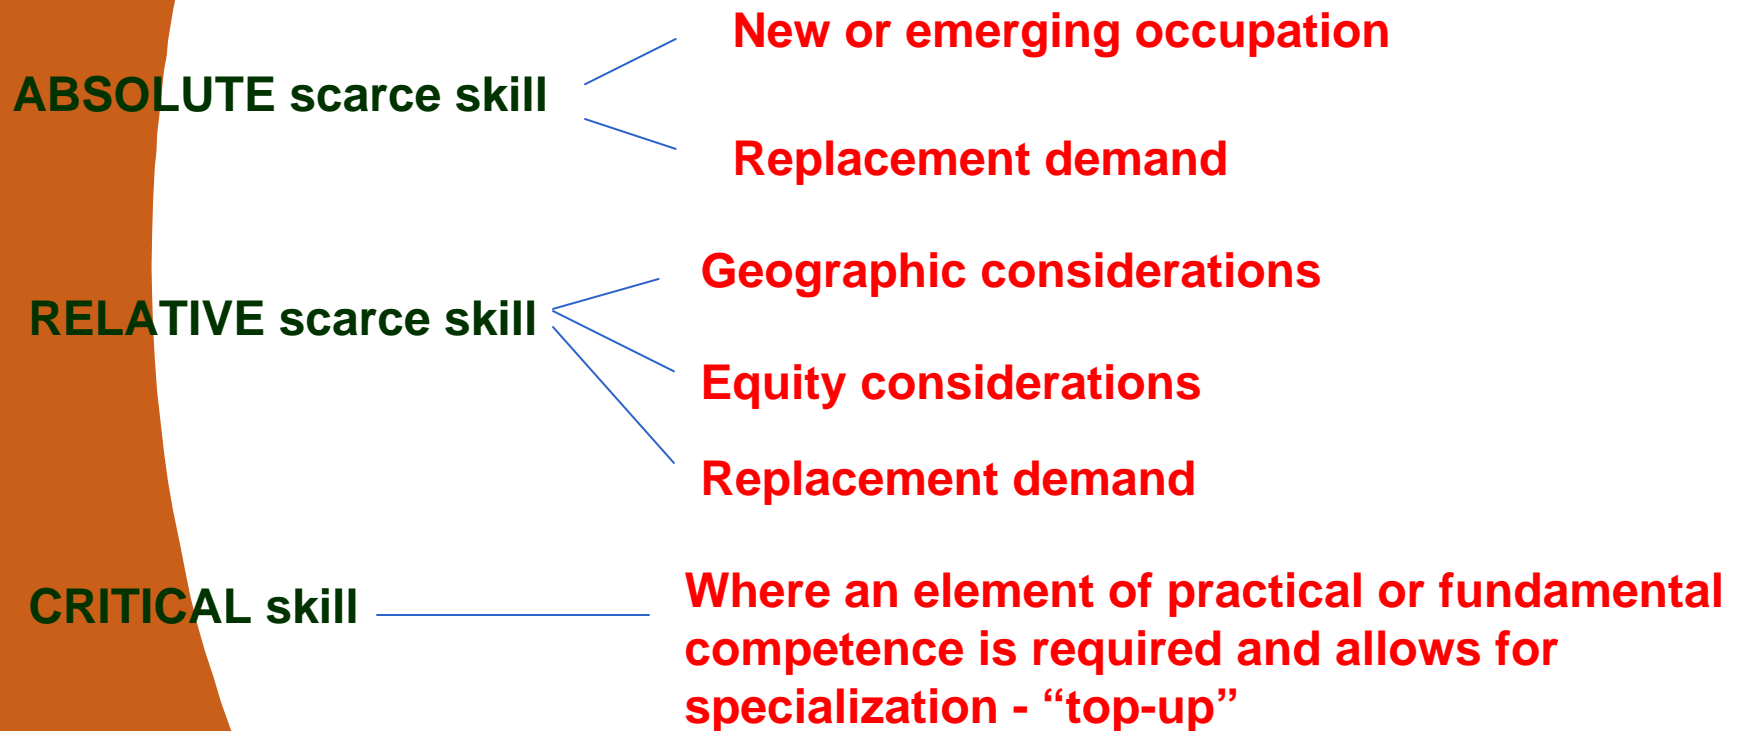 New or emerging occupation
ABSOLUTE scarce skill
Replacement demand
Geographic considerations
RELATIVE scarce skill
Equity considerations
Replacement demand
CRITICAL skill
Where an element of practical or fundamental
competence is required and allows for
specialization - “top-up”